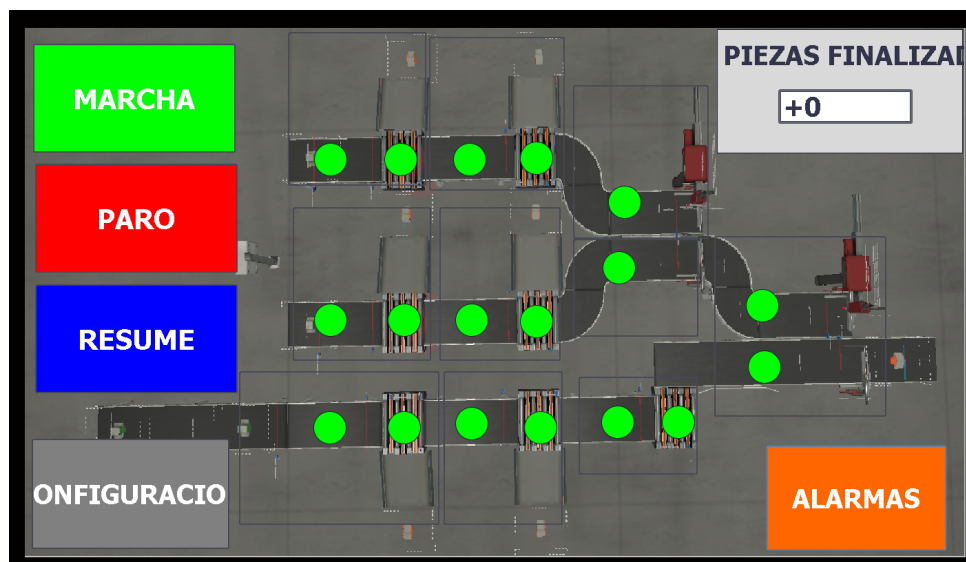 MARCHA
PIEZAS FINALIZAD
+0
PARO
RESUME
ONFIGURACIO
ALARMAS